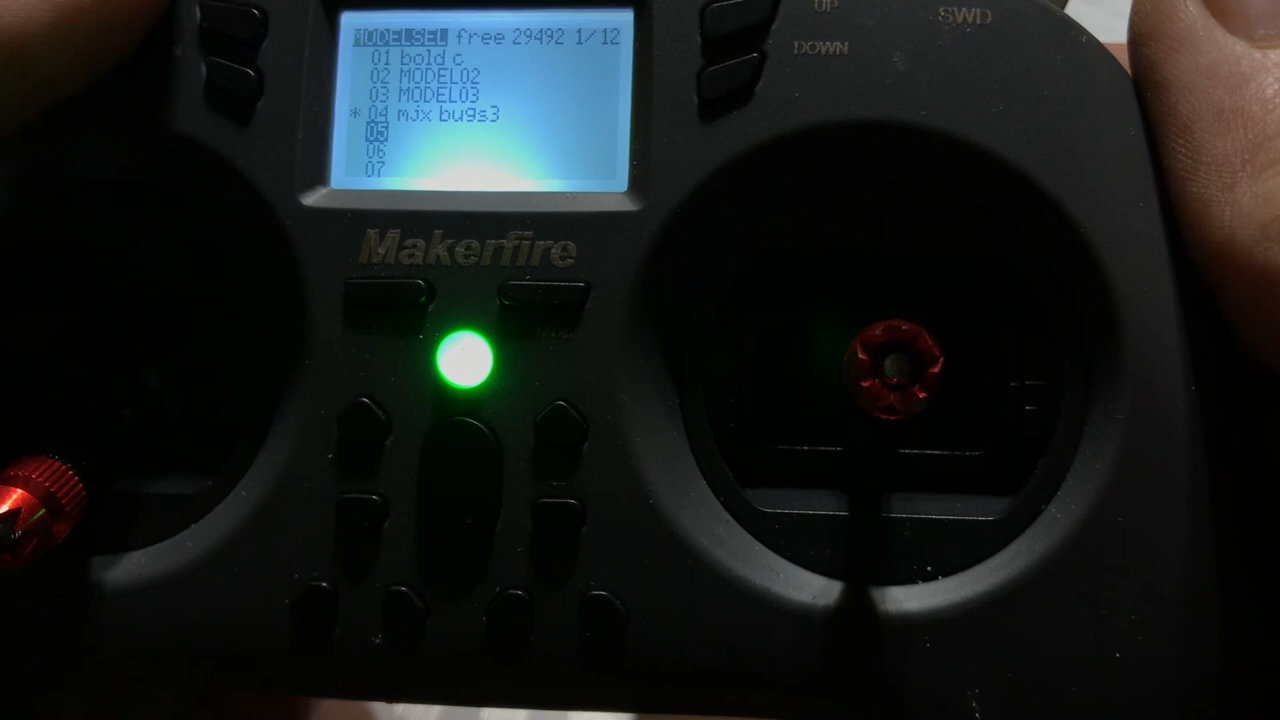 MODELSEL free 29492 1/12
01 bold c
02 MODEL02
03 MODEL03
* 04 mjx bugs3
05
06
07
UP
DOWN
SWD
Makerfire